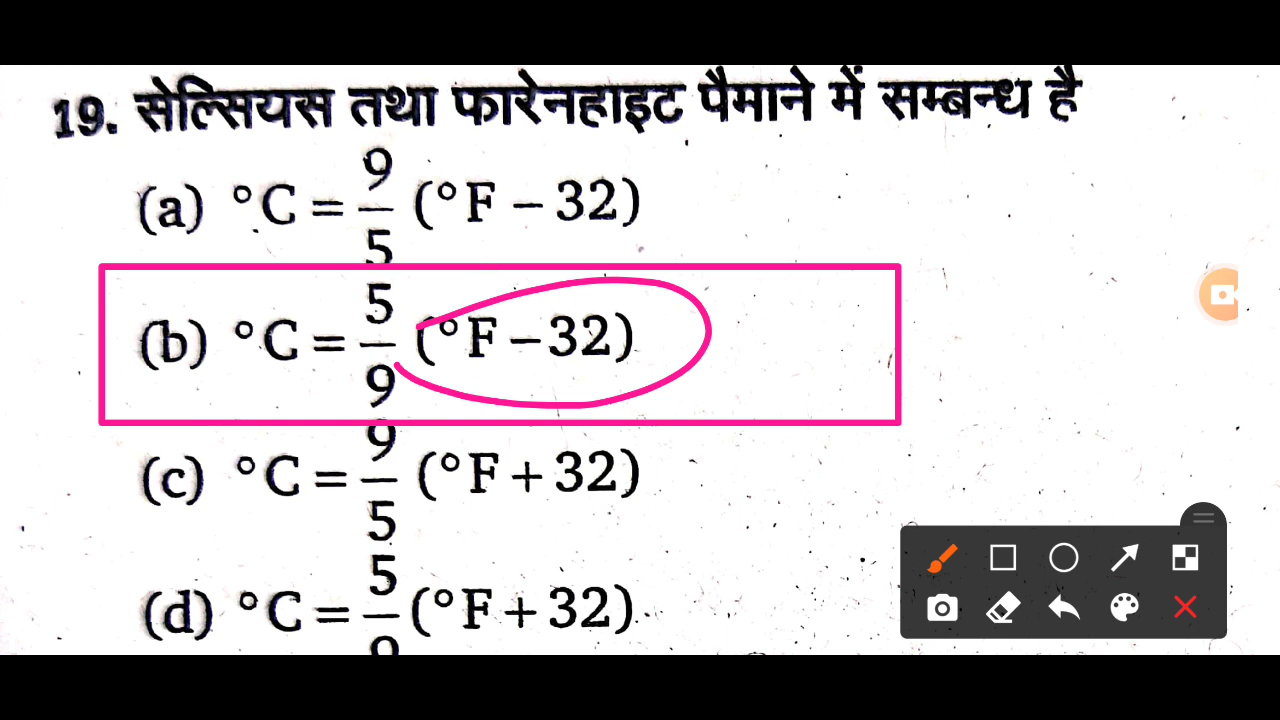 19. सेल्सियस तथा फारेनहाइट पैमाने में सम्बन्ध है
(a) °C = 9/5 (°F − 32)
(b) °C = 5/9 (°F − 32)
(c) °C = 9/5 (°F + 32)
(d) °C = 5/9 (°F + 32).